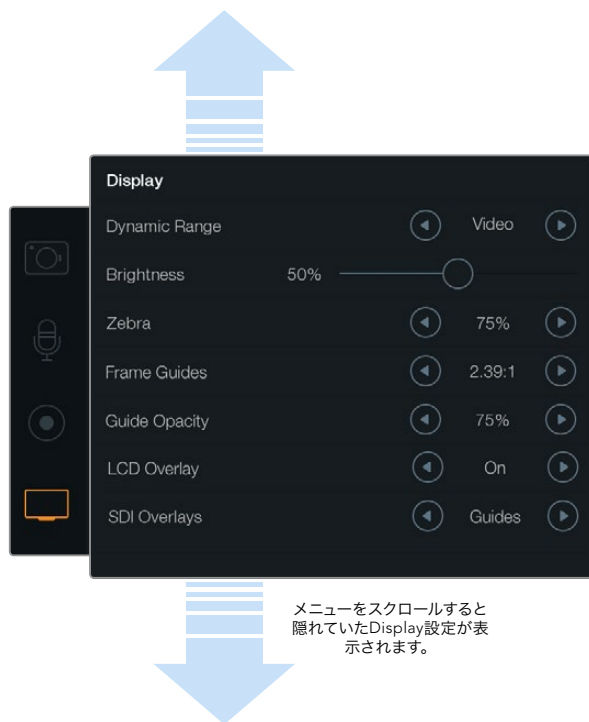 Display
Dynamic Range Video
Brightness 50%
Zebra 75%
Frame Guides 2.39:1
Guide Opacity 75%
LCD Overlay On
SDI Overlays Guides
メニューをスクロールすると
隠れていたDisplay設定が表
示されます。